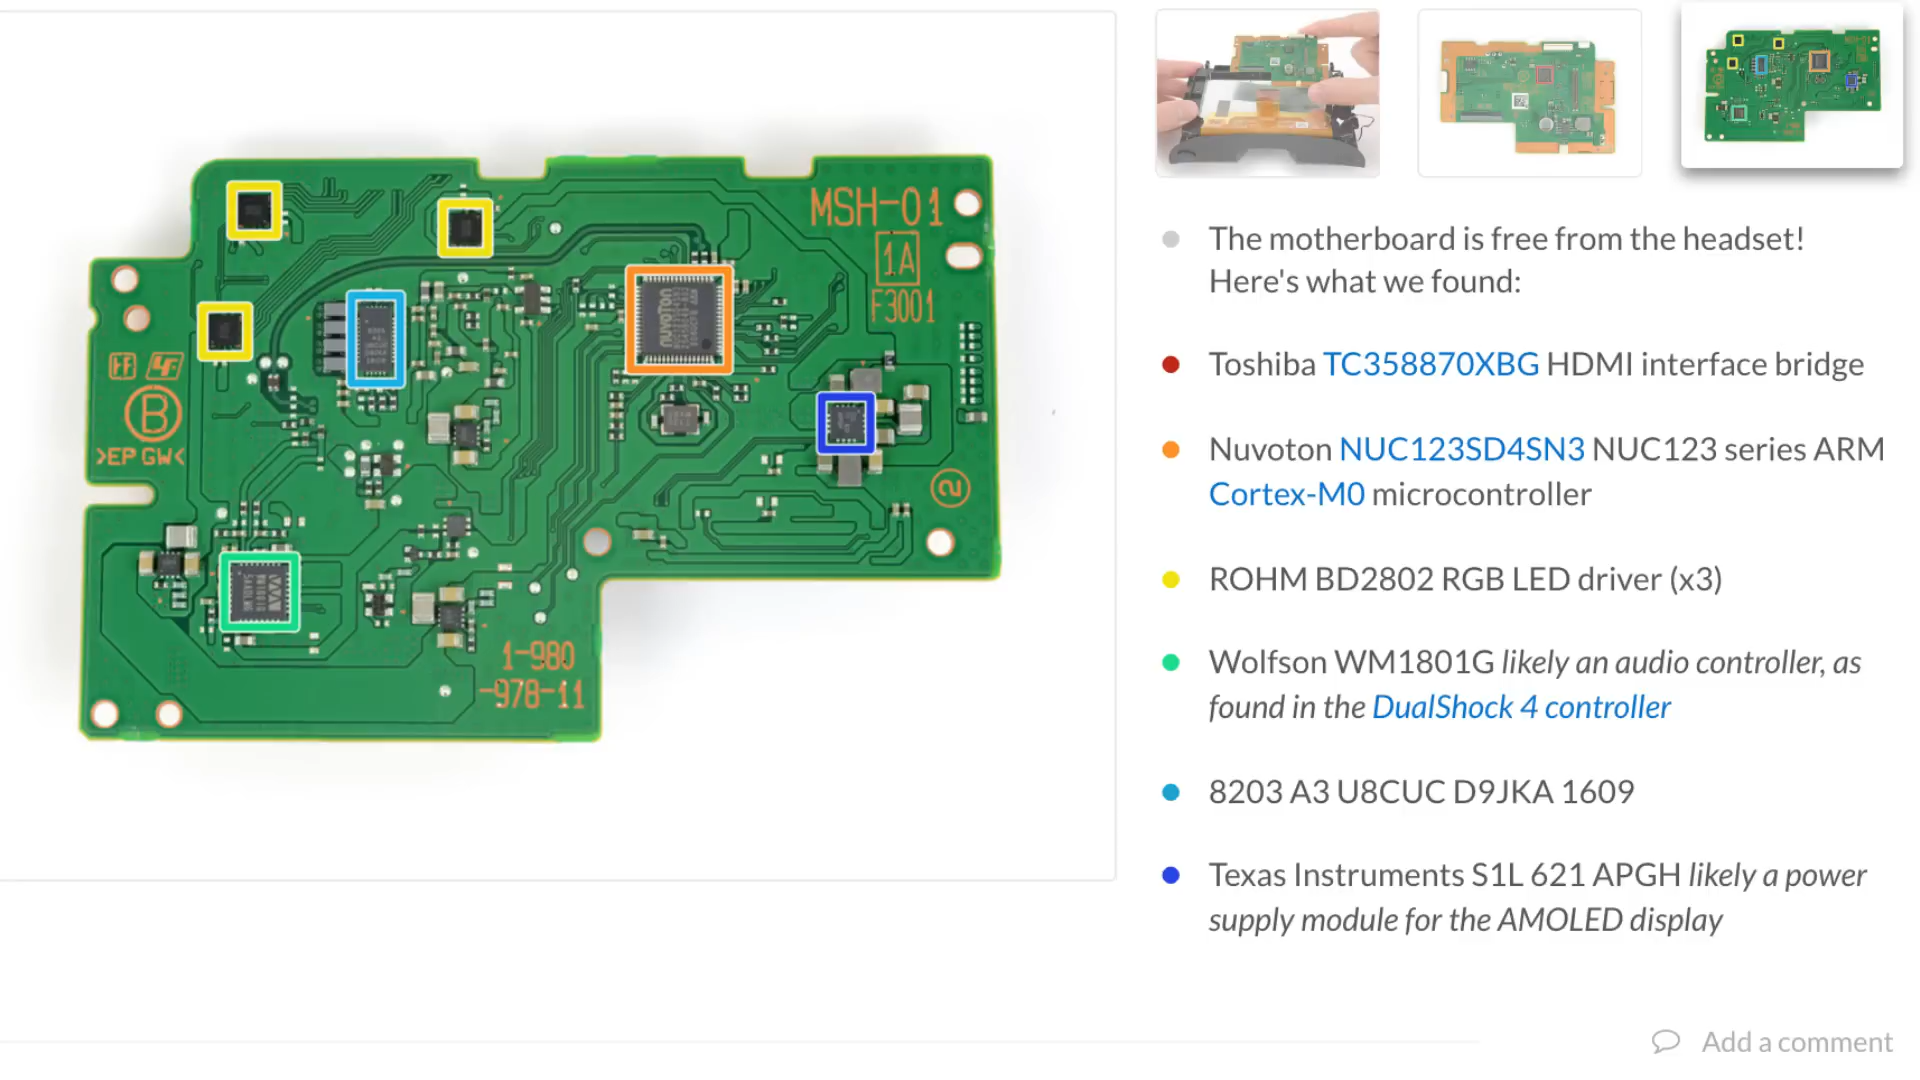 MSH-01
1A
F3001
nuvoTon
B
>EP GW<
2
1-980
-978-11
The motherboard is free from the headset!
Here's what we found:
Toshiba TC358870XBG HDMI interface bridge
Nuvoton NUC123SD4SN3 NUC123 series ARM
Cortex-M0 microcontroller
ROHM BD2802 RGB LED driver (x3)
Wolfson WM1801G likely an audio controller, as
found in the DualShock 4 controller
8203 A3 U8CUC D9JKA 1609
Texas Instruments S1L 621 APGH likely a power
supply module for the AMOLED display
Add a comment